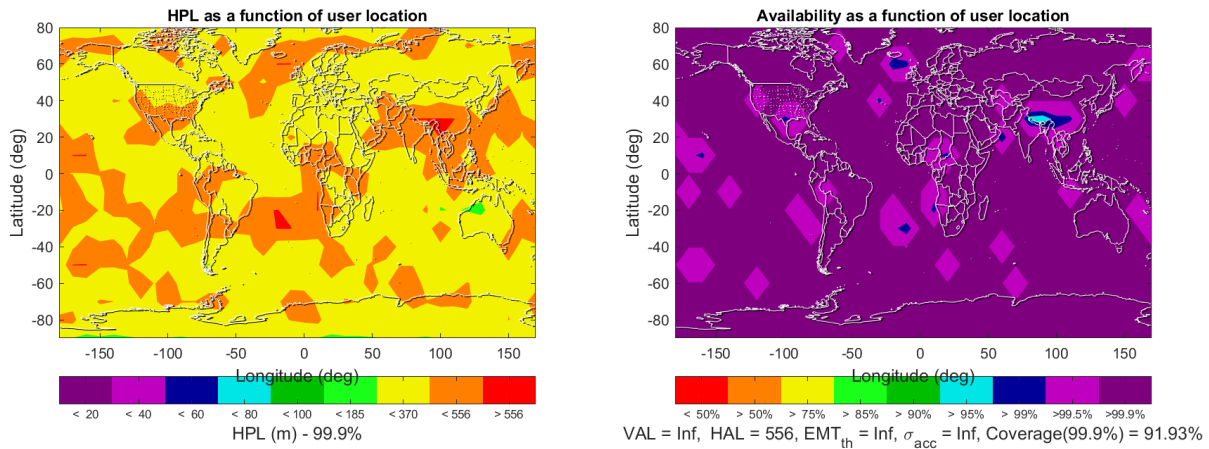 HPL as a function of user location
80
60
40
20
0
-20
-40
-60
-80
Latitude (deg)
-150 -100 -50 0 50 100 150
Longitude (deg)
< 20 < 40 < 60 < 80 <100 <185 <370 <556 >556
HPL (m) - 99.9%
Availability as a function of user location
80
60
40
20
0
-20
-40
-60
-80
Latitude (deg)
-150 -100 -50 0 50 100 150
Longitude (deg)
< 50% > 50% > 75% > 85% > 90% > 95% > 99% >99.5% >99.9%
VAL = Inf, HAL = 556, EMT_th = Inf, σ_acc = Inf, Coverage(99.9%) = 91.93%